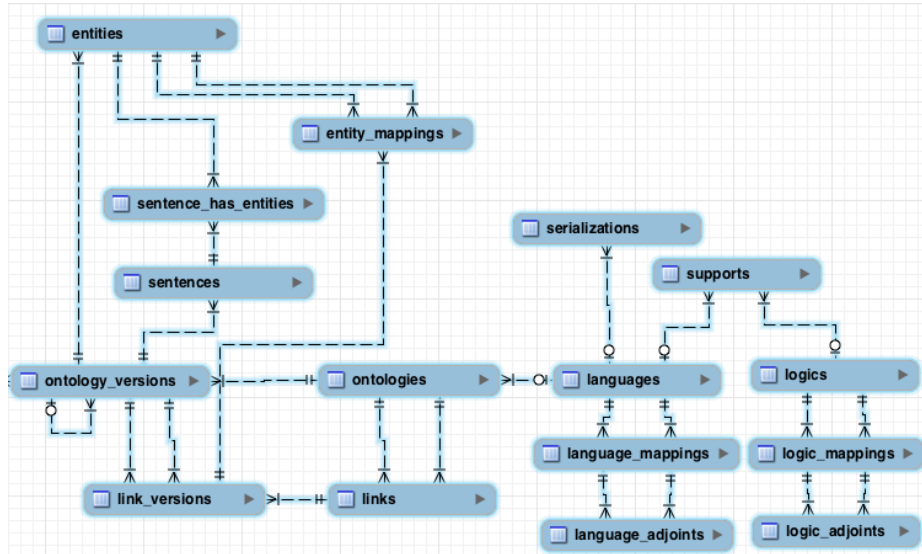 entities
entity_mappings
sentence_has_entities
serializations
sentences
supports
ontology_versions
ontologies
languages
logics
language_mappings
logic_mappings
link_versions
links
language_adjoints
logic_adjoints